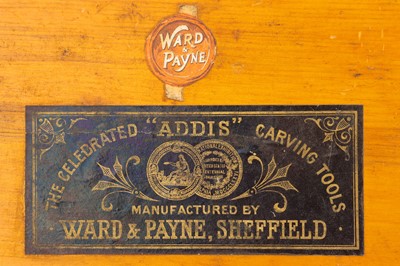 WARD
&
PAYNE
THE CELEBRATED "ADDIS" CARVING TOOLS
MANUFACTURED BY
· WARD & PAYNE, SHEFFIELD ·